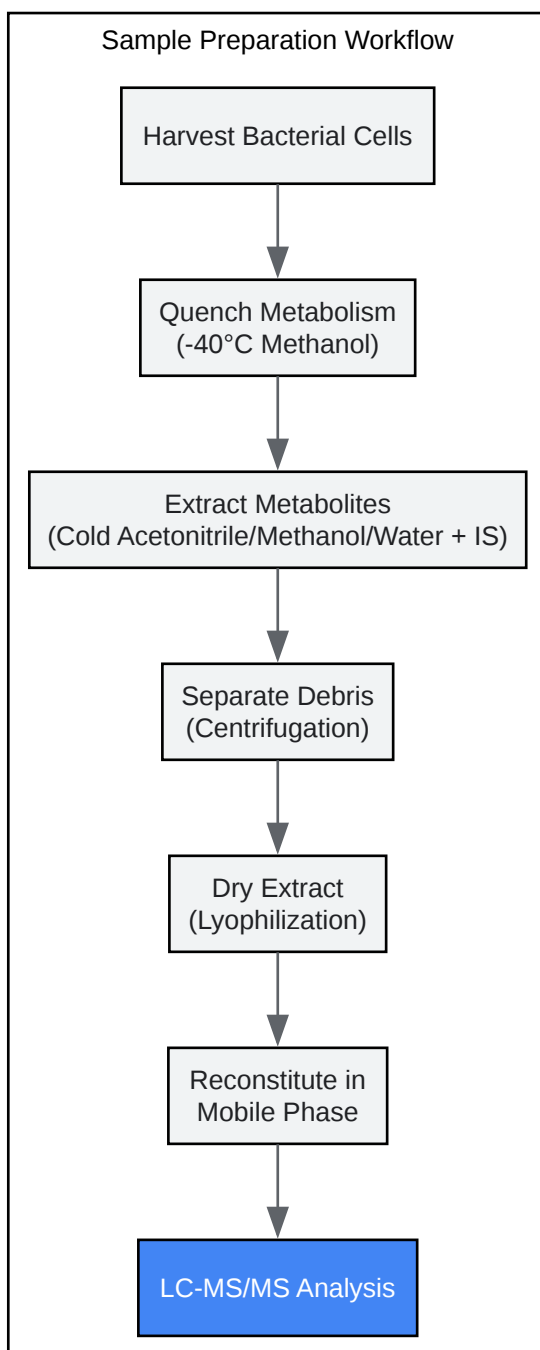 Sample Preparation Workflow
Harvest Bacterial Cells
Quench Metabolism
(-40°C Methanol)
Extract Metabolites
(Cold Acetonitrile/Methanol/Water + IS)
Separate Debris
(Centrifugation)
Dry Extract
(Lyophilization)
Reconstitute in
Mobile Phase
LC-MS/MS Analysis